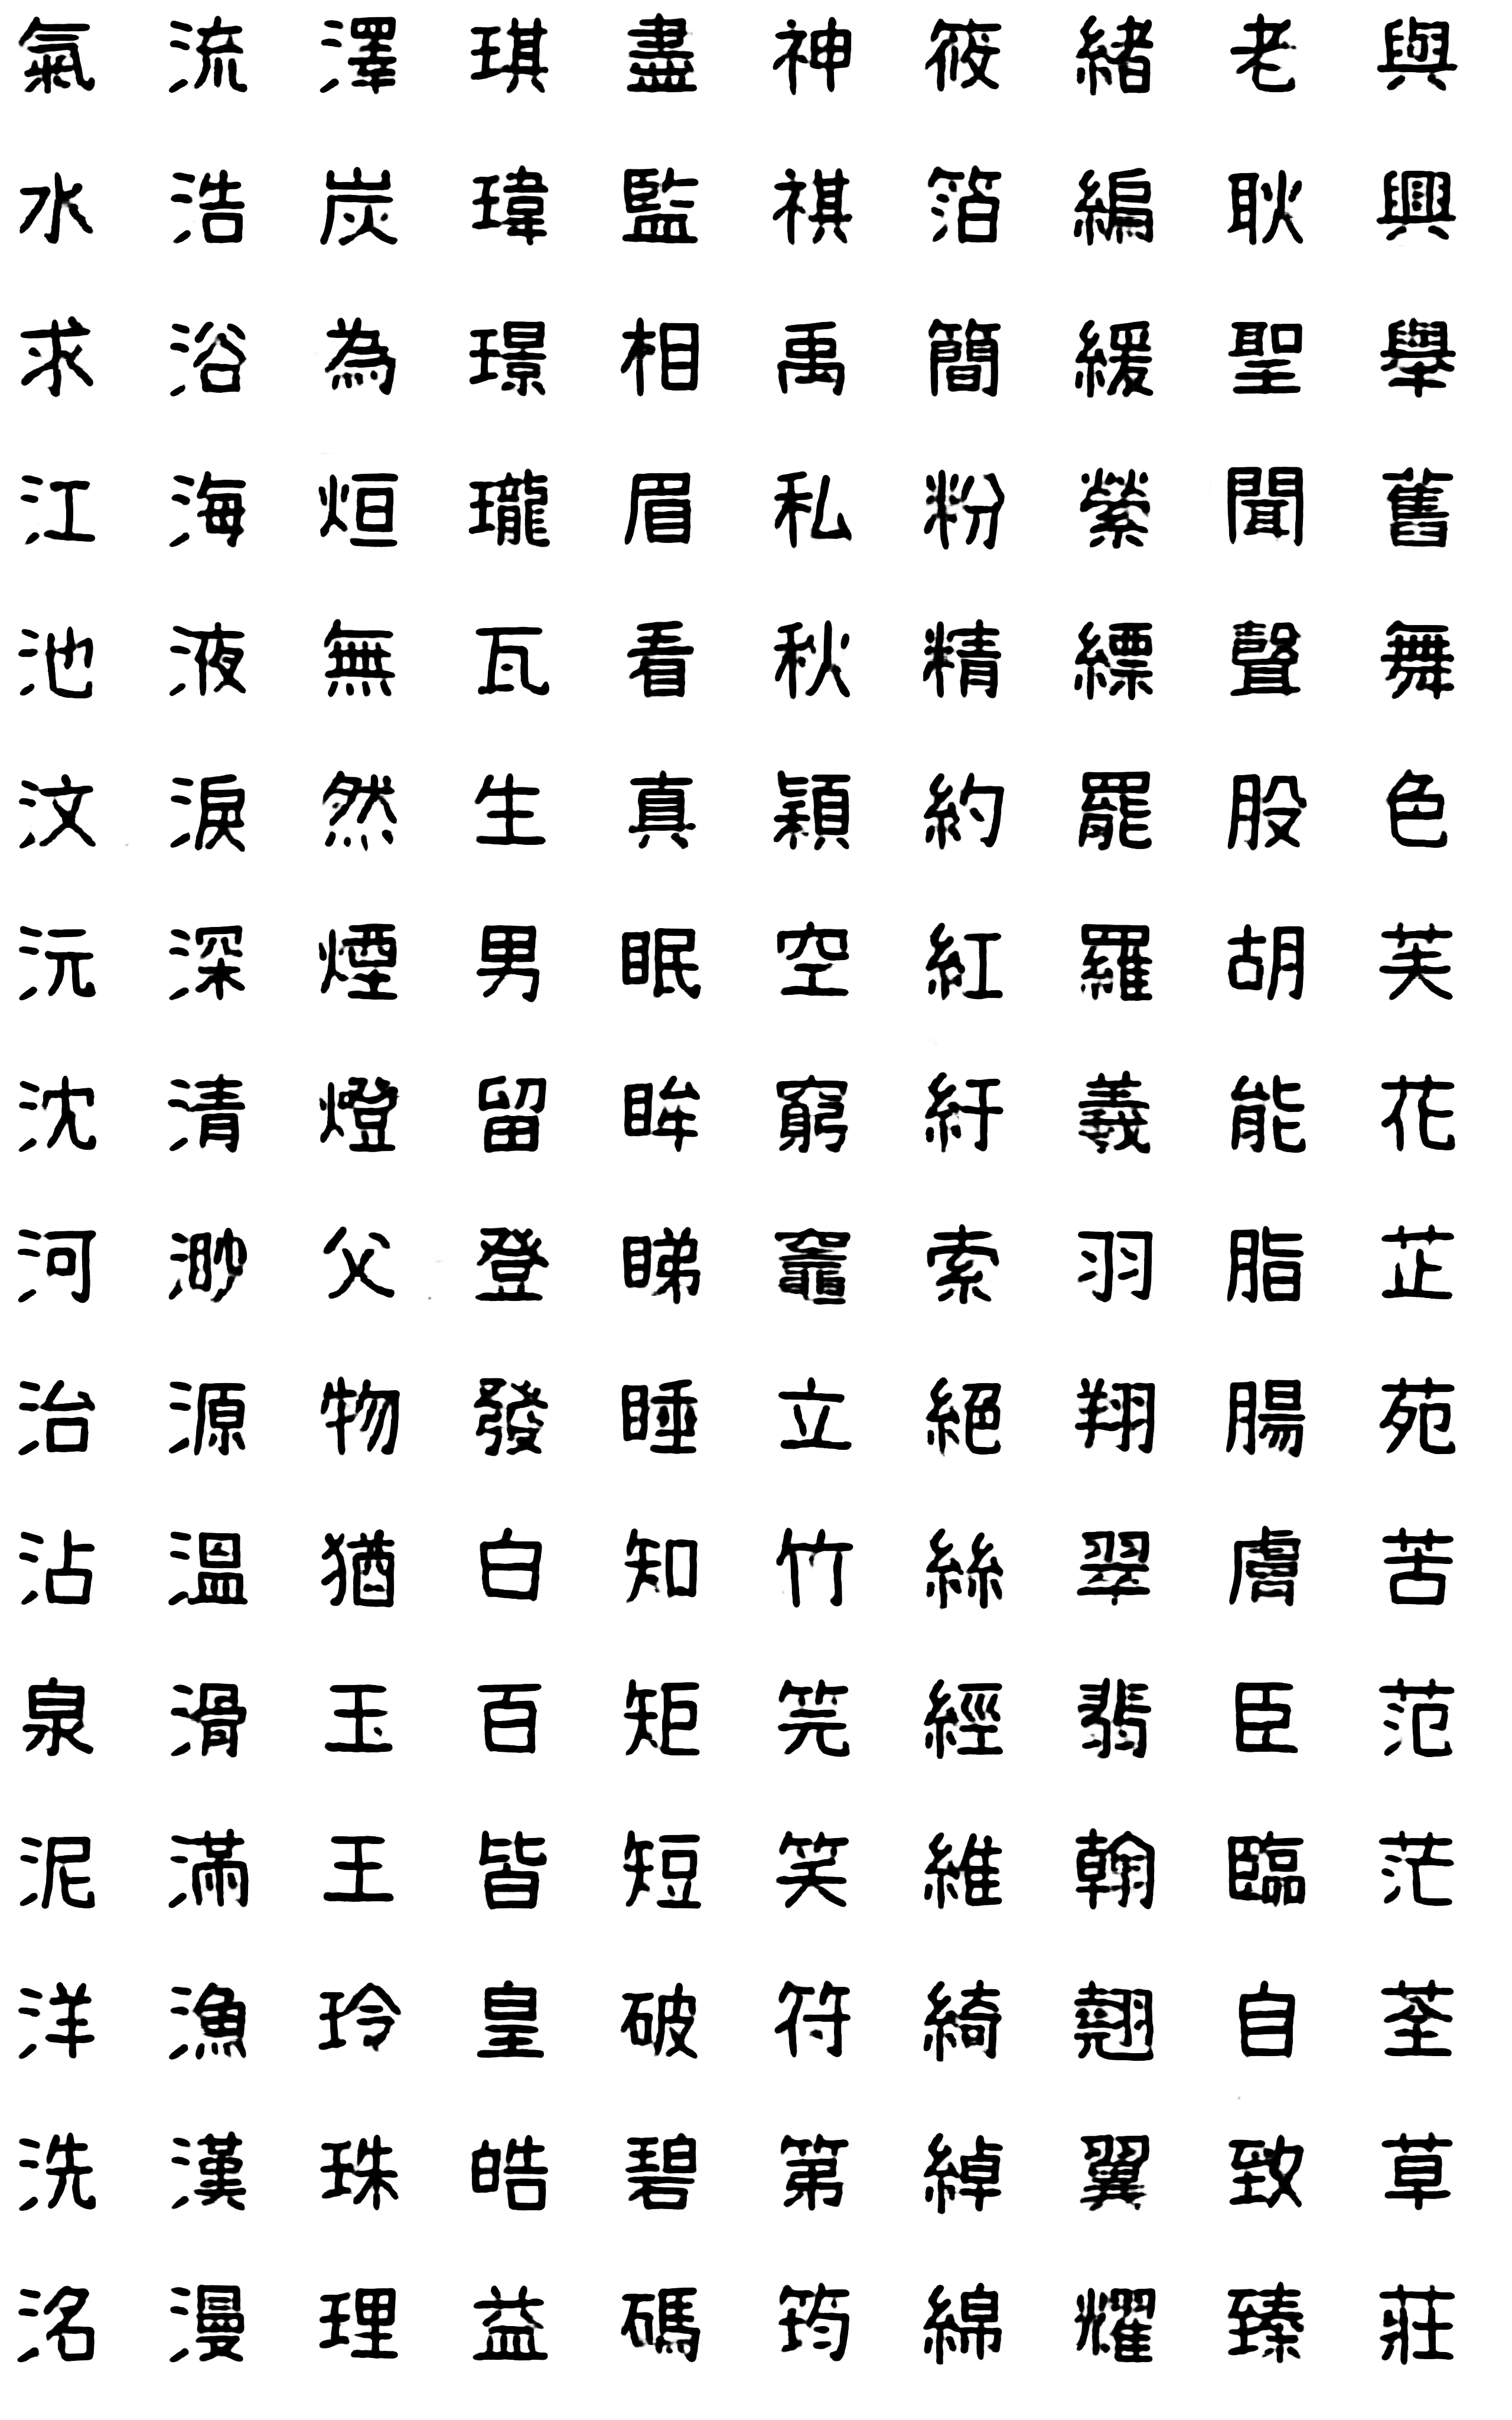 氣流澤琪盡神筱緒老與
水浩炭瑋監祺箔編耿興
求浴為璟相禹簡緩聖舉
江海烜瓏眉私粉縈聞舊
池液無瓦看秋精縹聲舞
汶淚然生真穎約罷股色
沅深煙男眠空紅羅胡芙
沈清燈留眸窮紆羲能花
河渺父登睇竈索羽脂芷
治源物發睡立絕翔腸苑
沾溫猶白知竹絲翠膚苦
泉滑玉百矩笎經翡臣范
泥滿王皆短笑維翰臨茫
洋漁玲皇破符綺翹自荃
洗漢珠皓碧第綽翼致草
洺漫理益碼筠綿耀臻莊